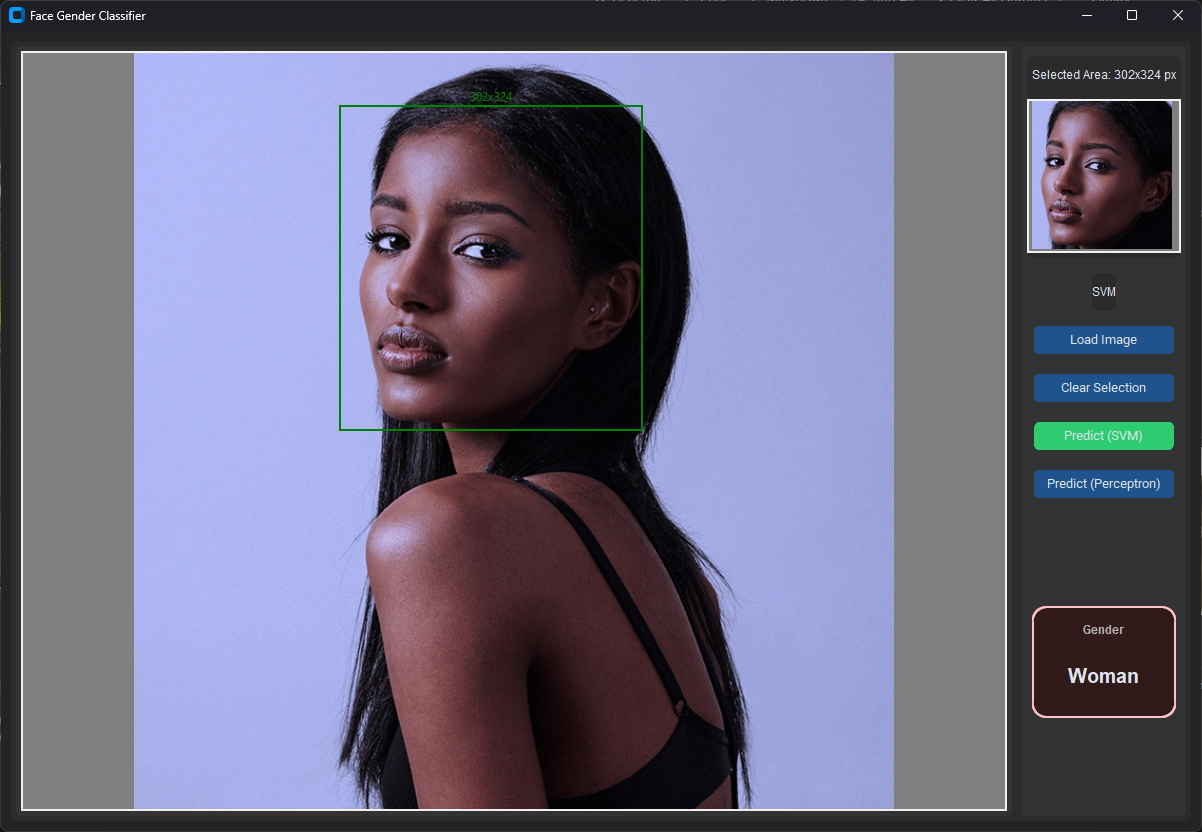 Face Gender Classifier
302x324
Selected Area: 302x324 px
SVM
Load Image
Clear Selection
Predict (SVM)
Predict (Perceptron)
Gender
Woman